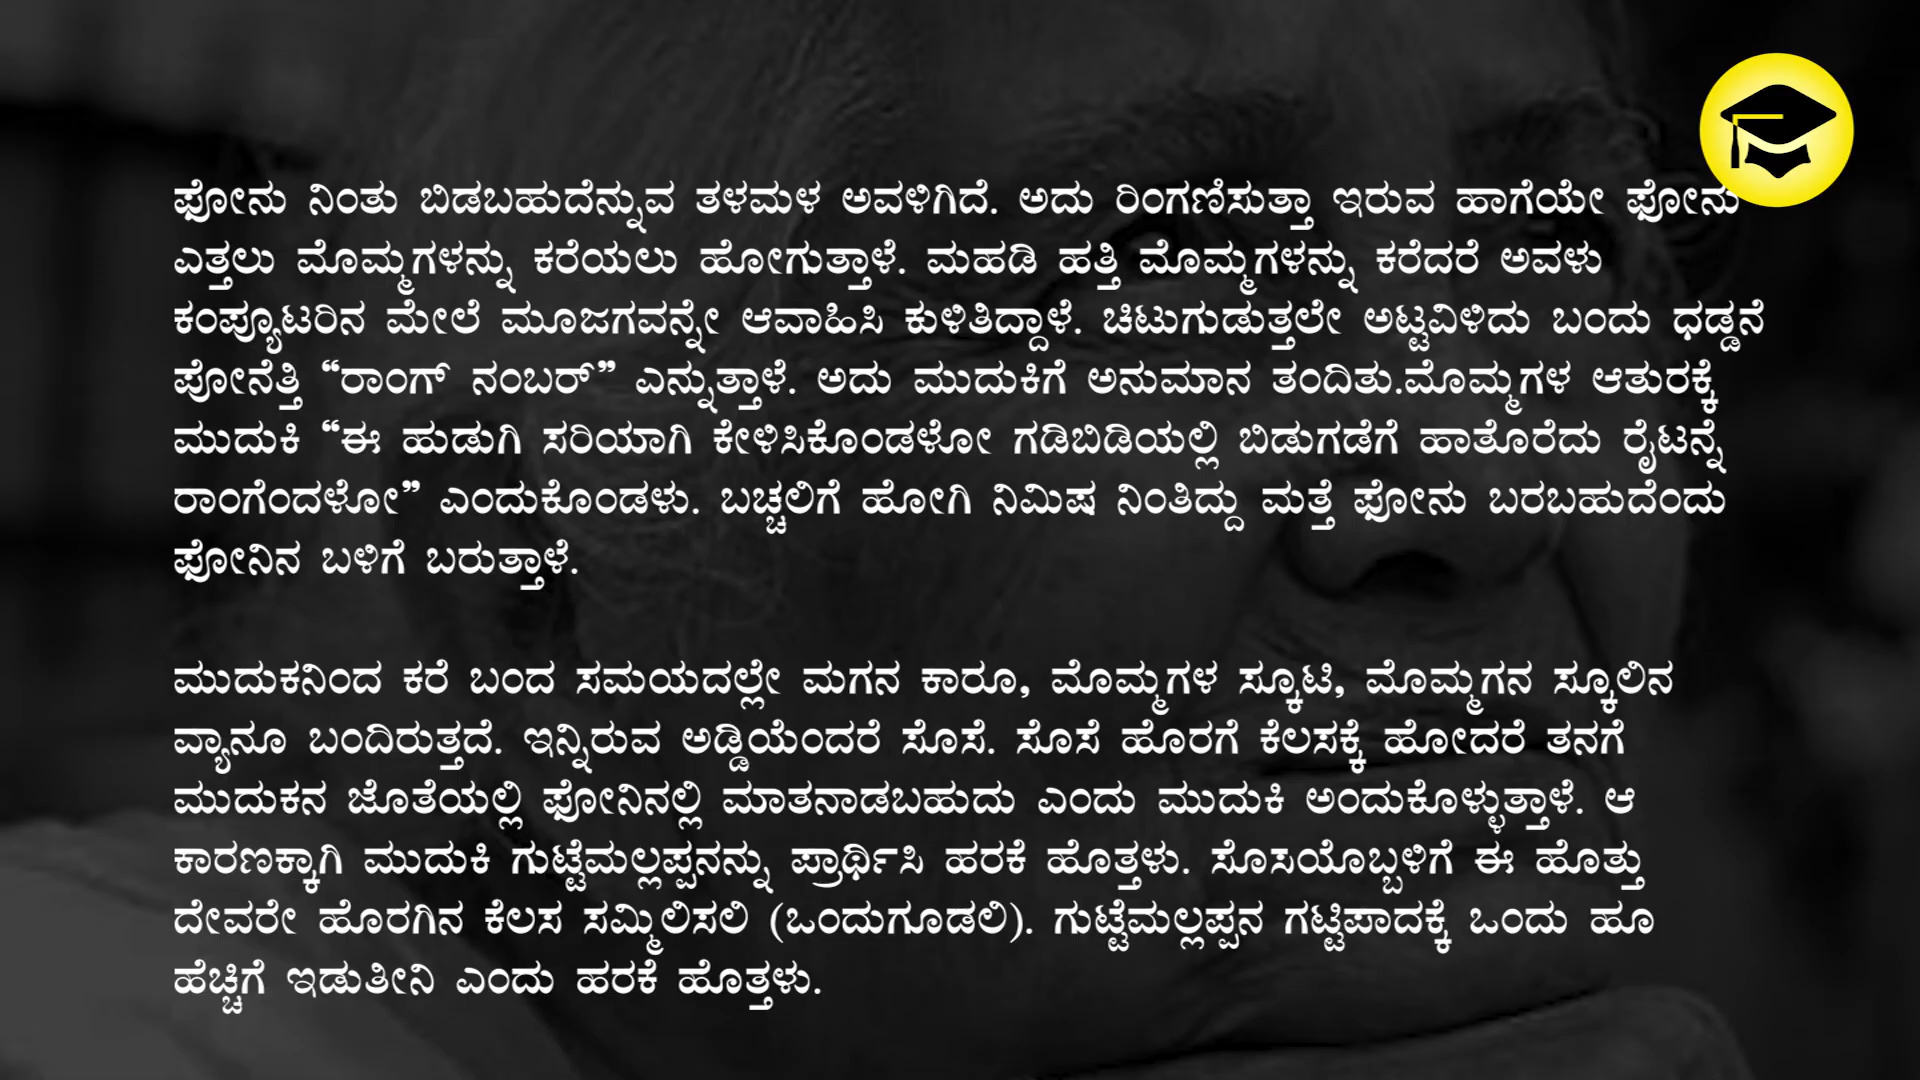 ಫೋನು ನಿಂತು ಬಿಡಬಹುದೆನ್ನುವ ತಳಮಳ ಅವಳಿಗಿದೆ. ಅದು ರಿಂಗಣಿಸುತ್ತಾ ಇರುವ ಹಾಗೆಯೇ ಫೋನು
ಎತ್ತಲು ಮೊಮ್ಮಗಳನ್ನು ಕರೆಯಲು ಹೋಗುತ್ತಾಳೆ. ಮಹಡಿ ಹತ್ತಿ ಮೊಮ್ಮಗಳನ್ನು ಕರೆದರೆ ಅವಳು
ಕಂಪ್ಯೂಟರಿನ ಮೇಲೆ ಮೂಜಗವನ್ನೇ ಆವಾಹಿಸಿ ಕುಳಿತಿದ್ದಾಳೆ. ಚಿಟುಗುಡುತ್ತಲೇ ಅಟ್ಟವಿಳಿದು ಬಂದು ಧಡ್ಡನೆ
ಪೋನೆತ್ತಿ “ರಾಂಗ್ ನಂಬರ್” ಎನ್ನುತ್ತಾಳೆ. ಅದು ಮುದುಕಿಗೆ ಅನುಮಾನ ತಂದಿತು.ಮೊಮ್ಮಗಳ ಆತುರಕ್ಕೆ
ಮುದುಕಿ “ಈ ಹುಡುಗಿ ಸರಿಯಾಗಿ ಕೇಳಿಸಿಕೊಂಡಳೋ ಗಡಿಬಿಡಿಯಲ್ಲಿ ಬಿಡುಗಡೆಗೆ ಹಾತೊರೆದು ರೈಟನ್ನೆ
ರಾಂಗೆಂದಳೋ” ಎಂದುಕೊಂಡಳು. ಬಚ್ಚಲಿಗೆ ಹೋಗಿ ನಿಮಿಷ ನಿಂತಿದ್ದು ಮತ್ತೆ ಫೋನು ಬರಬಹುದೆಂದು
ಫೋನಿನ ಬಳಿಗೆ ಬರುತ್ತಾಳೆ.
ಮುದುಕನಿಂದ ಕರೆ ಬಂದ ಸಮಯದಲ್ಲೇ ಮಗನ ಕಾರೂ, ಮೊಮ್ಮಗಳ ಸ್ಕೂಟಿ, ಮೊಮ್ಮಗನ ಸ್ಕೂಲಿನ
ವ್ಯಾನೂ ಬಂದಿರುತ್ತದೆ. ಇನ್ನಿರುವ ಅಡ್ಡಿಯೆಂದರೆ ಸೊಸೆ. ಸೊಸೆ ಹೊರಗೆ ಕೆಲಸಕ್ಕೆ ಹೋದರೆ ತನಗೆ
ಮುದುಕನ ಜೊತೆಯಲ್ಲಿ ಫೋನಿನಲ್ಲಿ ಮಾತನಾಡಬಹುದು ಎಂದು ಮುದುಕಿ ಅಂದುಕೊಳ್ಳುತ್ತಾಳೆ. ಆ
ಕಾರಣಕ್ಕಾಗಿ ಮುದುಕಿ ಗುಟ್ಟೆಮಲ್ಲಪ್ಪನನ್ನು ಪ್ರಾರ್ಥಿಸಿ ಹರಕೆ ಹೊತ್ತಳು. ಸೊಸಯೊಬ್ಬಳಿಗೆ ಈ ಹೊತ್ತು
ದೇವರೇ ಹೊರಗಿನ ಕೆಲಸ ಸಮ್ಮಿಲಿಸಲಿ (ಒಂದುಗೂಡಲಿ). ಗುಟ್ಟೆಮಲ್ಲಪ್ಪನ ಗಟ್ಟಿಪಾದಕ್ಕೆ ಒಂದು ಹೂ
ಹೆಚ್ಚಿಗೆ ಇಡುತೀನಿ ಎಂದು ಹರಕೆ ಹೊತ್ತಳು.